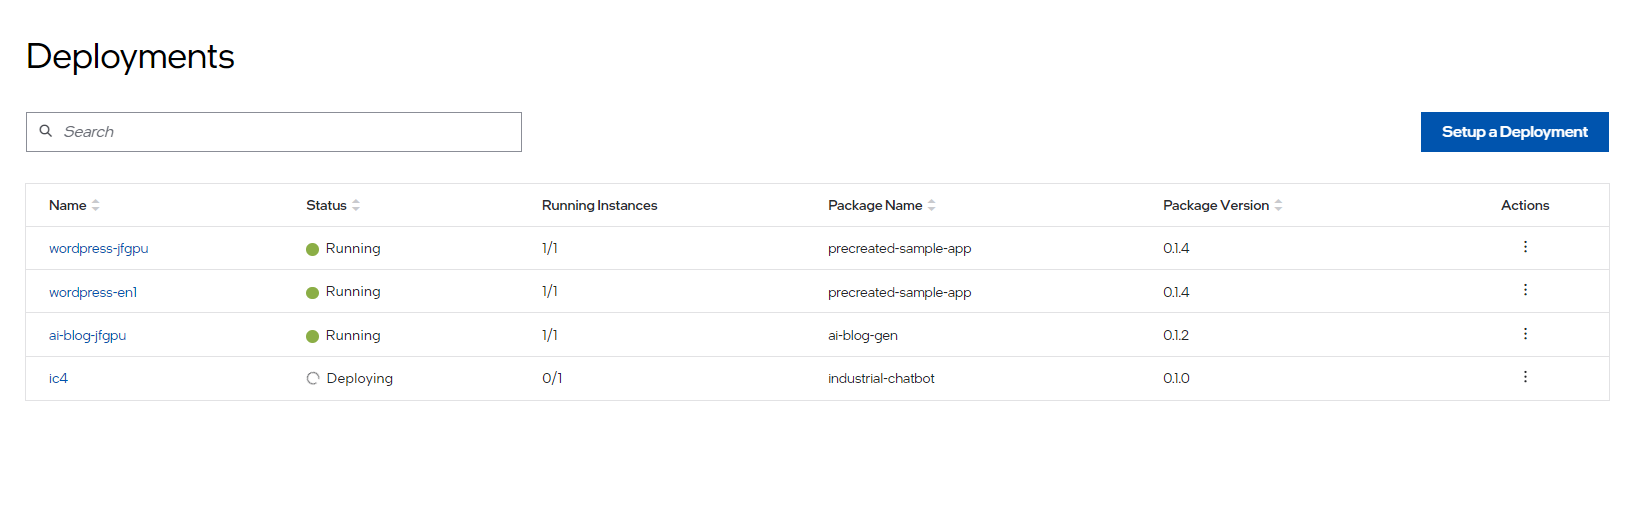 Deployments
Search
Setup a Deployment
Name Status Running Instances Package Name Package Version Actions
wordpress-jfgpu Running 1/1 precreated-sample-app 0.1.4
wordpress-en1 Running 1/1 precreated-sample-app 0.1.4
ai-blog-jfgpu Running 1/1 ai-blog-gen 0.1.2
ic4 Deploying 0/1 industrial-chatbot 0.1.0